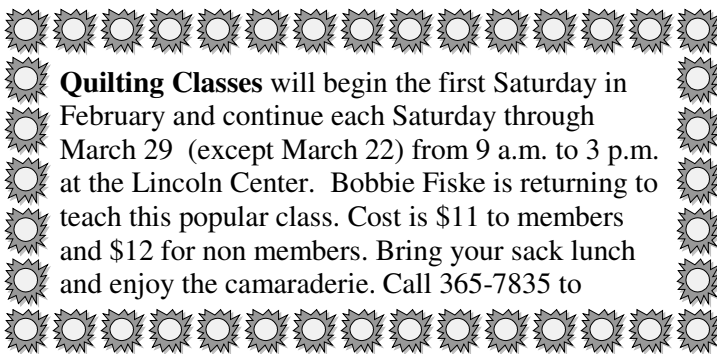 Quilting Classes will begin the first Saturday in
February and continue each Saturday through
March 29  (except March 22) from 9 a.m. to 3 p.m.
at the Lincoln Center.  Bobbie Fiske is returning to
teach this popular class. Cost is $11 to members
and $12 for non members. Bring your sack lunch
and enjoy the camaraderie. Call 365-7835 to